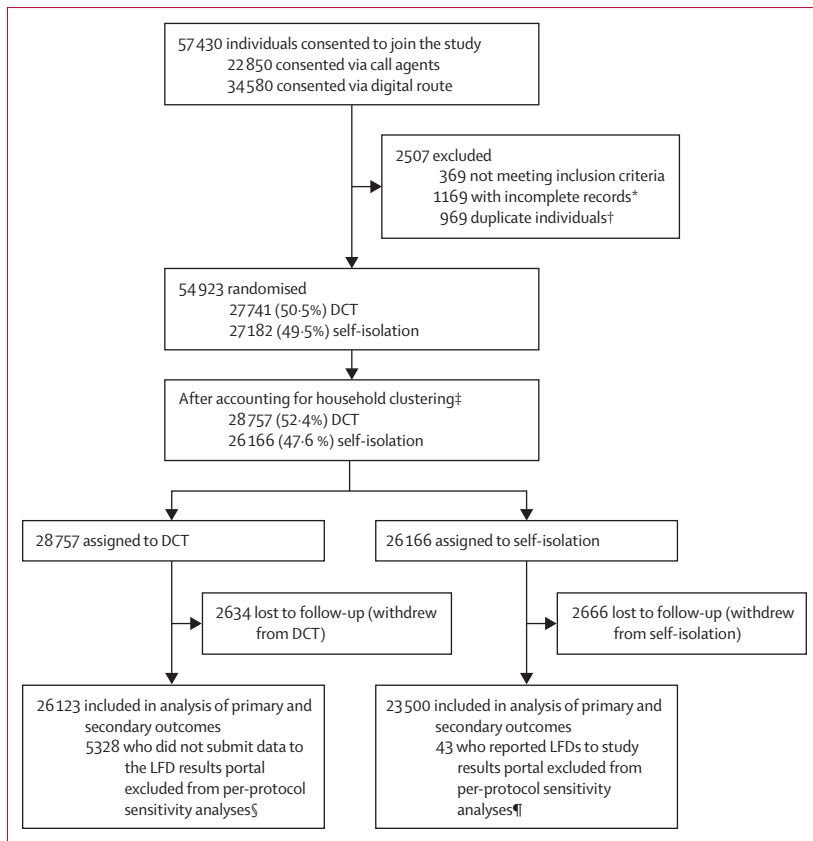 57 430 individuals consented to join the study
22 850 consented via call agents
34 580 consented via digital route
2507 excluded
369 not meeting inclusion criteria
1169 with incomplete records*
969 duplicate individuals†
54 923 randomised
27 741 (50·5%) DCT
27 182 (49·5%) self-isolation
After accounting for household clustering‡
28 757 (52·4%) DCT
26 166 (47·6 %) self-isolation
28 757 assigned to DCT
26 166 assigned to self-isolation
2634 lost to follow-up (withdrew
from DCT)
2666 lost to follow-up (withdrew
from self-isolation)
26 123 included in analysis of primary and
secondary outcomes
5328 who did not submit data to
the LFD results portal
excluded from per-protocol
sensitivity analyses§
23 500 included in analysis of primary and
secondary outcomes
43 who reported LFDs to study
results portal excluded from
per-protocol sensitivity
analyses¶